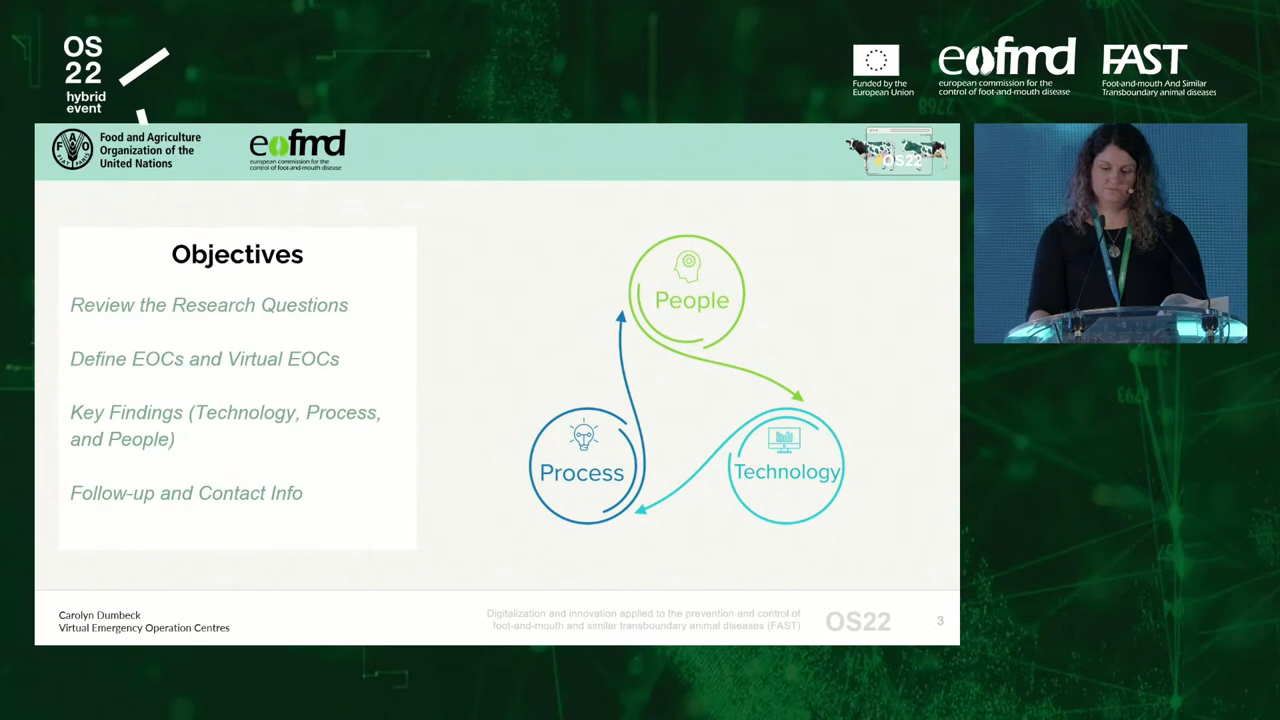 OS
22
hybrid
event
Funded by the
European Union
eofmd
european commission for the
control of foot-and-mouth disease
FAST
Foot-and-mouth And Similar
Transboundary animal diseases
FAO
FIAT PANIS
Food and Agriculture
Organization of the
United Nations
eofmd
european commission for the
control of foot-and-mouth disease
#OS22
Objectives
Review the Research Questions
Define EOCs and Virtual EOCs
Key Findings (Technology, Process,
and People)
Follow-up and Contact Info
People
Process
Technology
Carolyn Dumbeck
Virtual Emergency Operation Centres
Digitalization and innovation applied to the prevention and control of
foot-and-mouth and similar transboundary animal diseases (FAST)
OS22
3